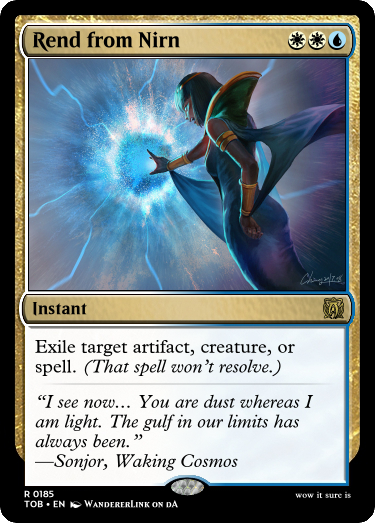 Rend from Nirn
Instant
Exile target artifact, creature, or
spell. (That spell won't resolve.)
"I see now... You are dust whereas I
am light. The gulf in our limits has
always been."
—Sonjor, Waking Cosmos
R 0185
TOB • EN WANDERERLINK ON DA
wow it sure is